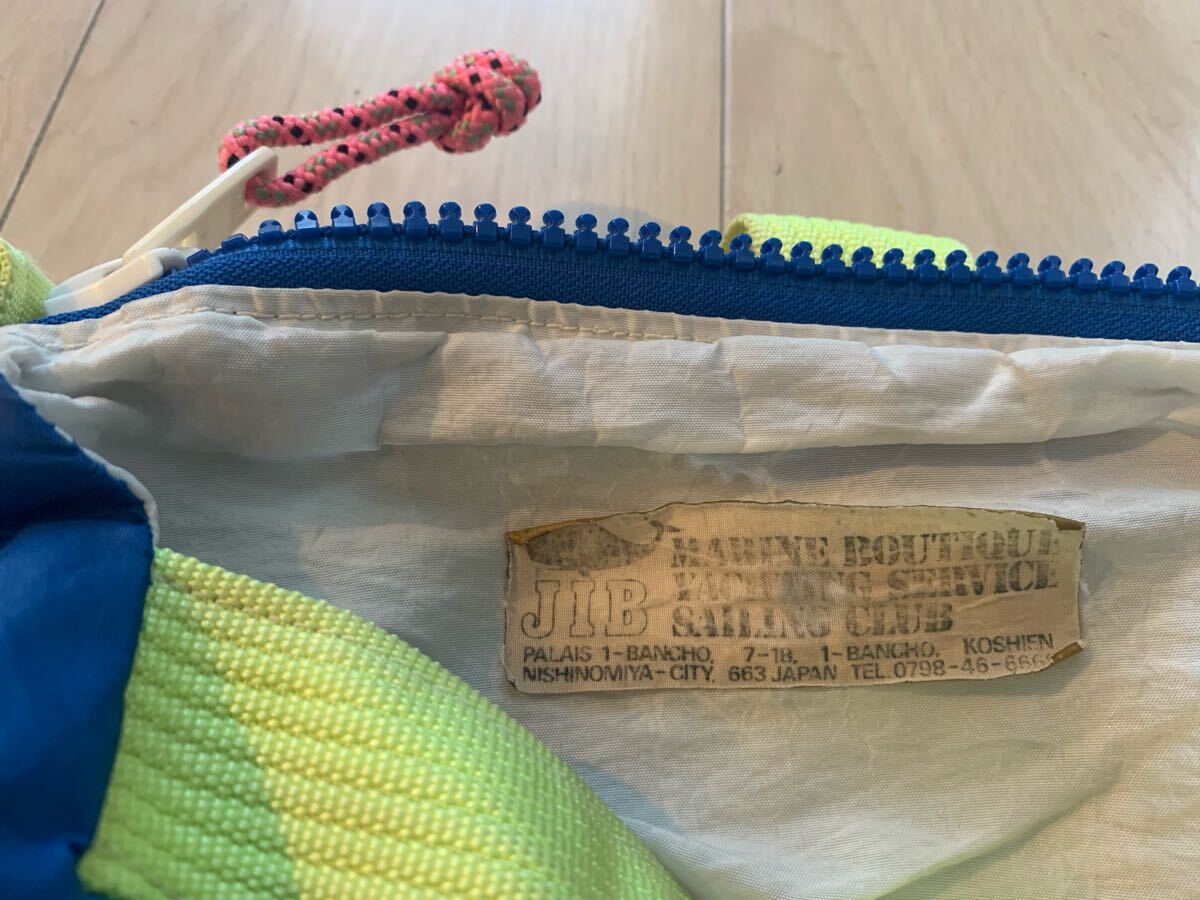 JIB
MARINE BOUTIQUE
YACHTING SERVICE
SAILING CLUB
PALAIS 1-BANCHO, 7-18, 1-BANCHO. KOSHIEN
NISHINOMIYA-CITY, 663 JAPAN TEL 0798-46-666